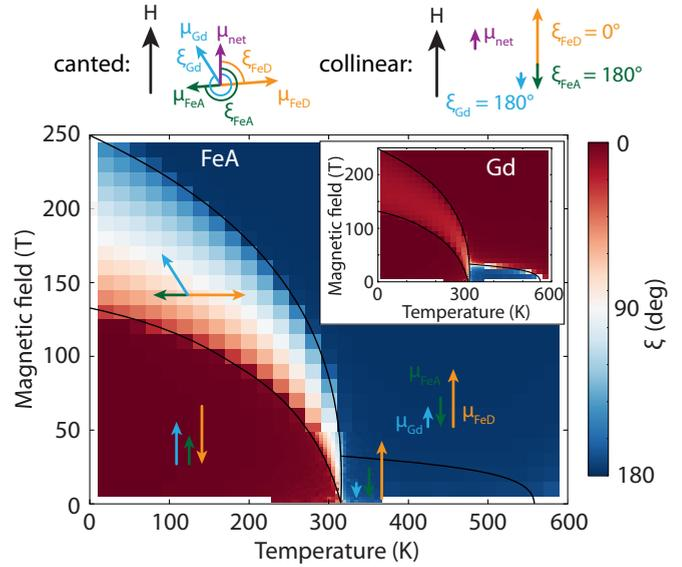 H
canted:
μGd
μnet
ξGd
ξFeD
μFeA
ξFeA
μFeD
collinear:
H
μnet
ξFeD = 0°
ξFeA = 180°
ξGd = 180°
FeA
Magnetic field (T)
250
200
150
100
50
0
0
100
200
300
400
500
600
Temperature (K)
Gd
Magnetic field (T)
200
100
0
0
300
600
Temperature (K)
μFeA
μGd
μFeD
0
90
180
ξ (deg)